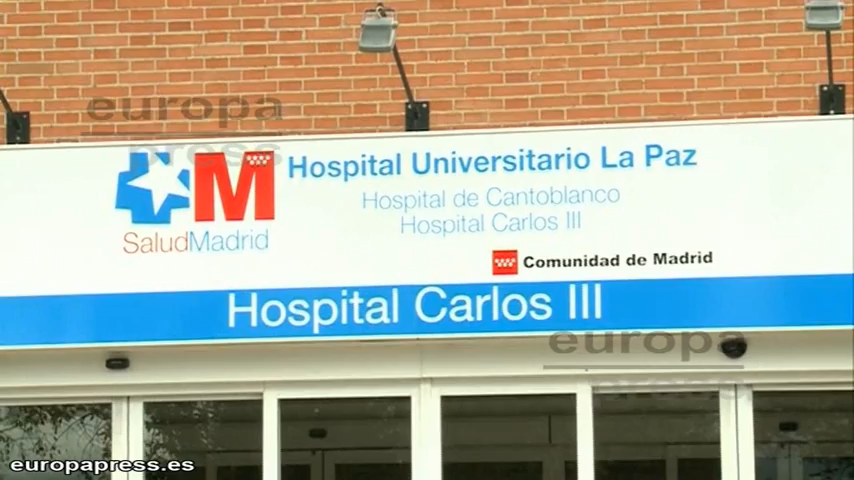 europa
press
M
SaludMadrid
Hospital Universitario La Paz
Hospital de Cantoblanco
Hospital Carlos III
Comunidad de Madrid
Hospital Carlos III
europa
press
europapress.es